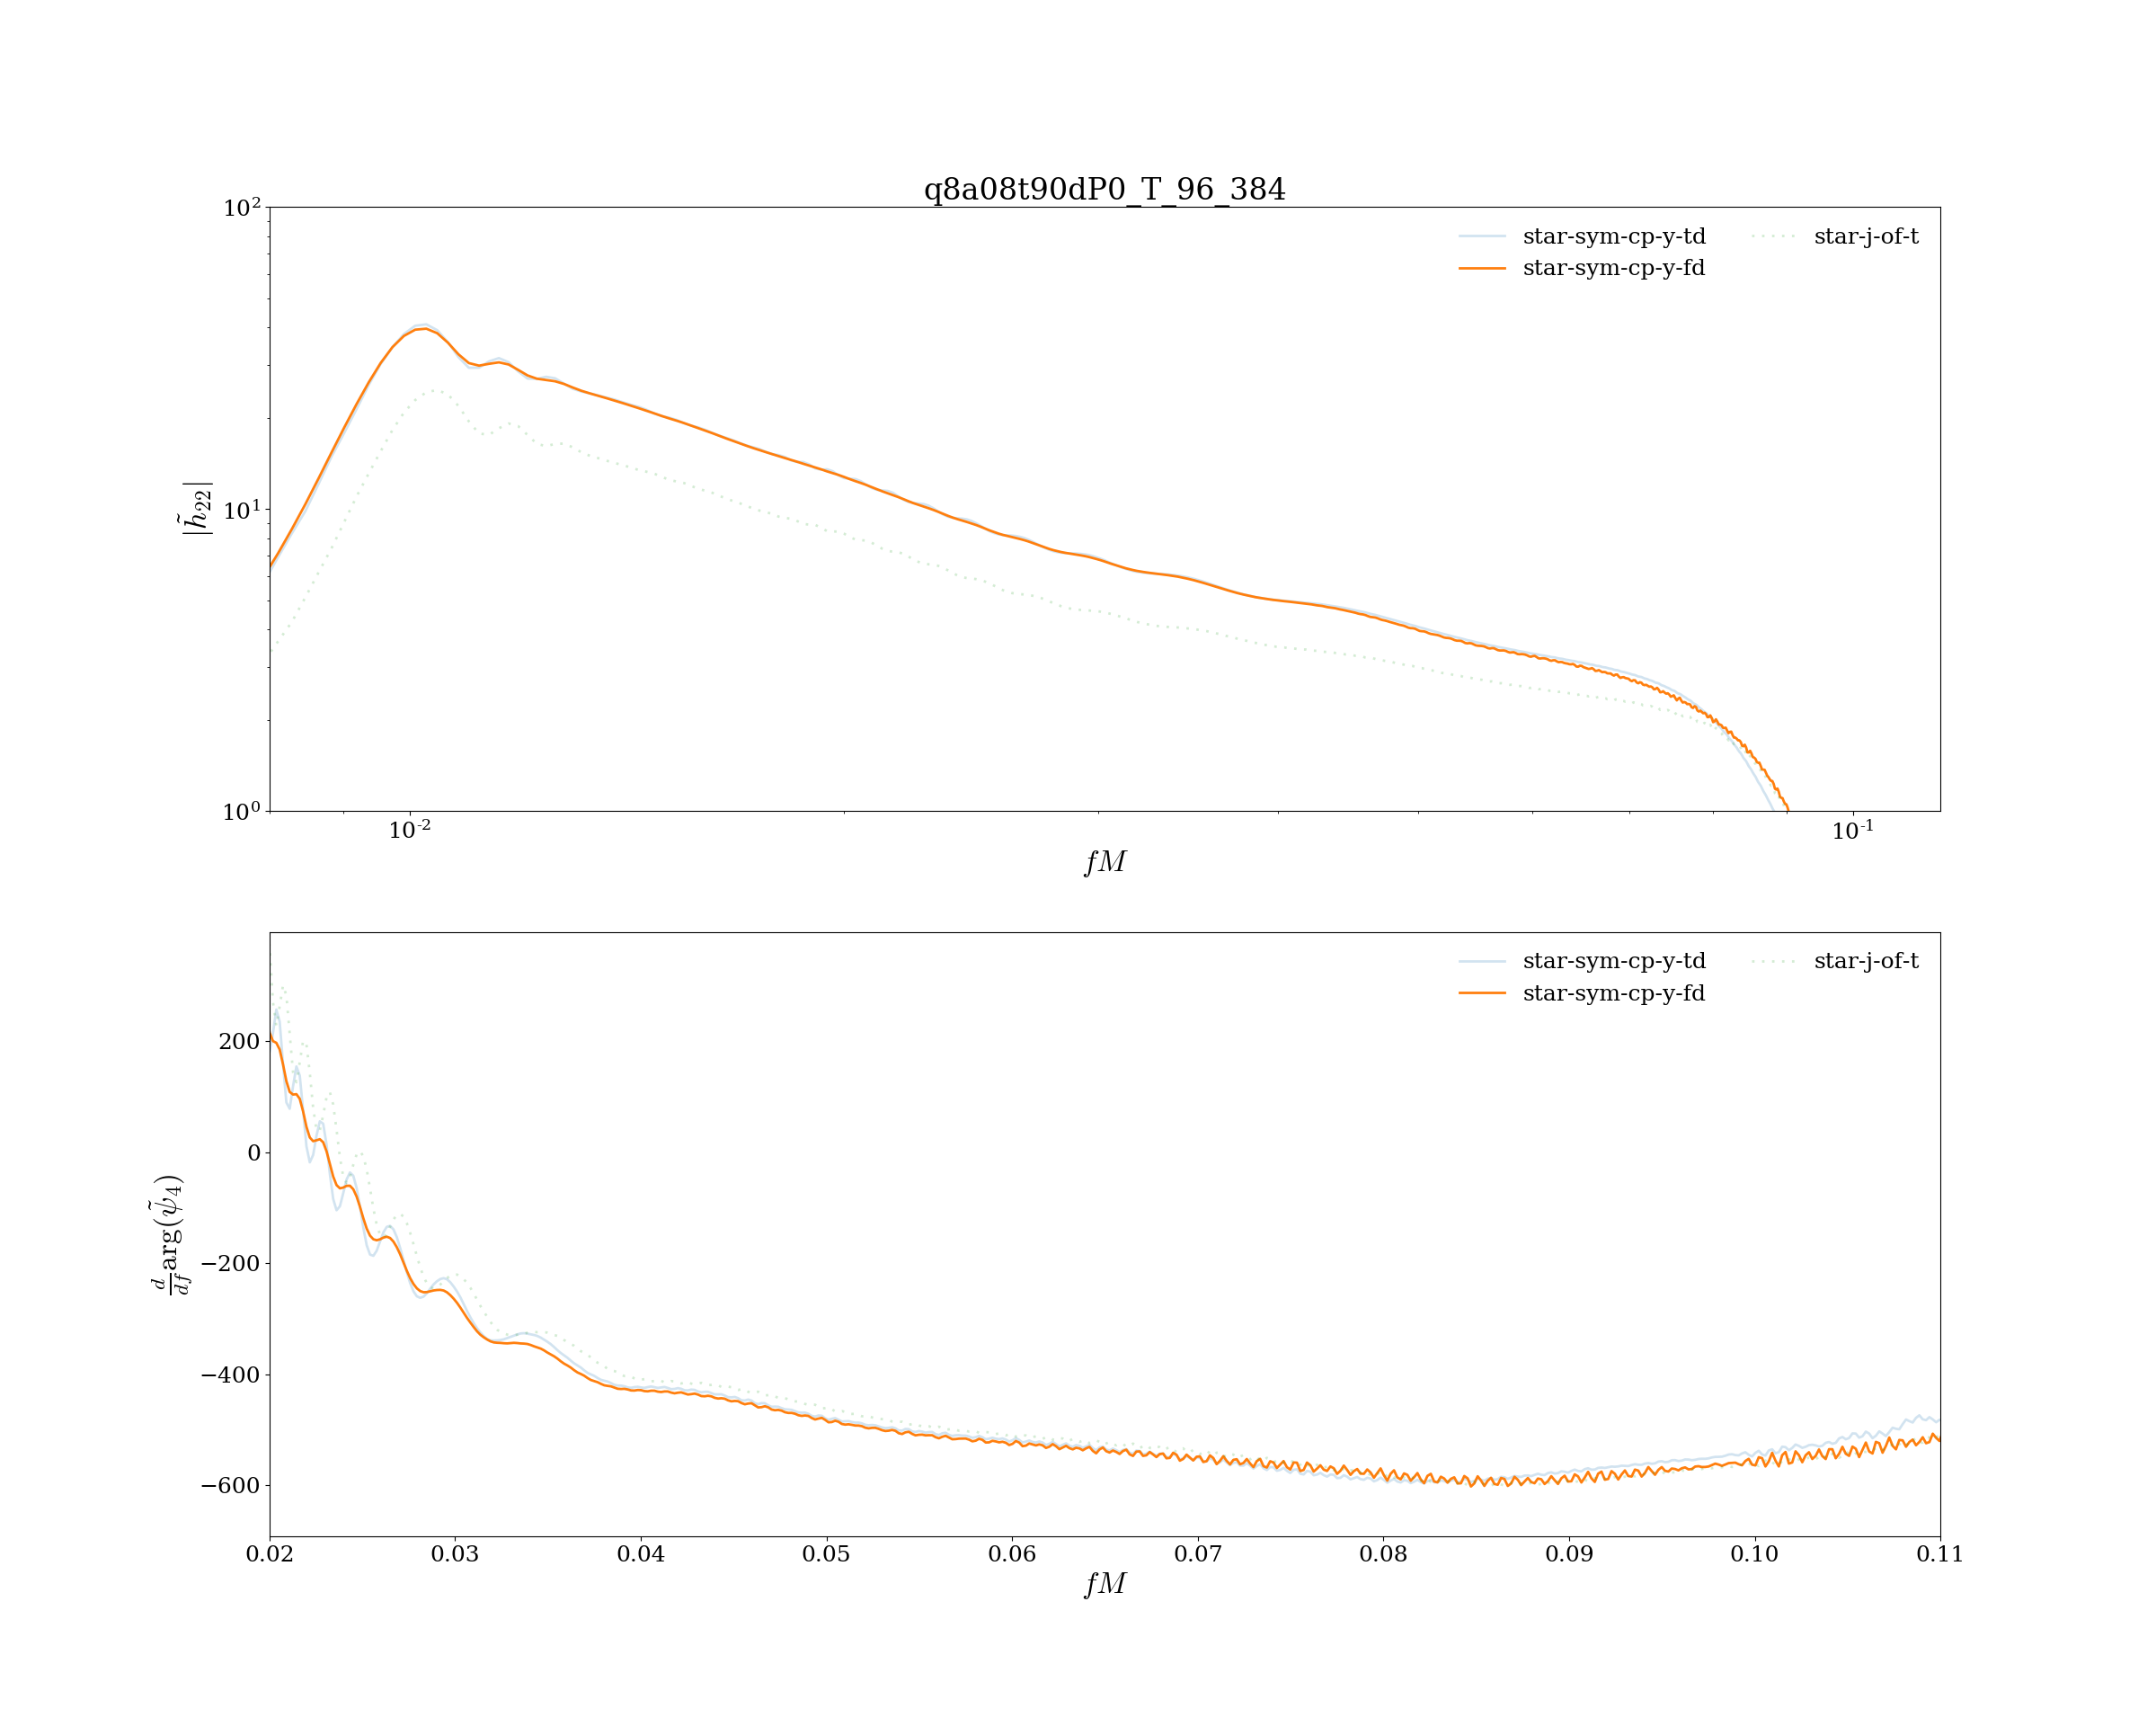 q8a08t90dP0_T_96_384
10²
10¹
10⁰
|h̃₂₂|
star-sym-cp-y-td
star-sym-cp-y-fd
star-j-of-t
10⁻²
10⁻¹
fM
200
0
−200
−400
−600
d/df arg(ψ̃₄)
star-sym-cp-y-td
star-sym-cp-y-fd
star-j-of-t
0.02 0.03 0.04 0.05 0.06 0.07 0.08 0.09 0.10 0.11
fM